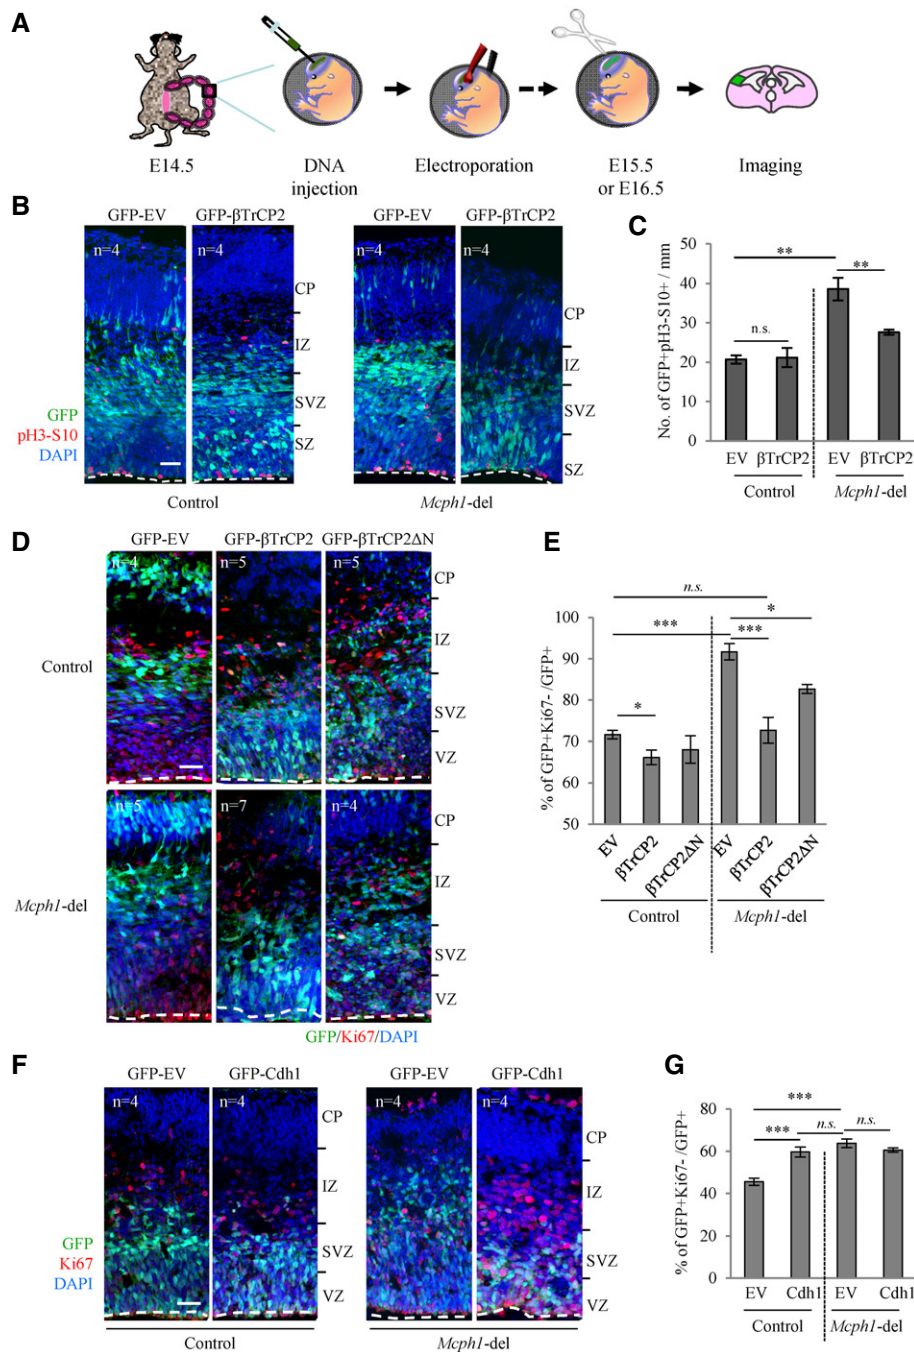 A
E14.5
DNA
injection
Electroporation
E15.5
or E16.5
Imaging
B
GFP-EV
GFP-βTrCP2
GFP-EV
GFP-βTrCP2
n=4
n=4
n=4
n=4
CP
IZ
SVZ
SZ
CP
IZ
SVZ
SZ
GFP
pH3-S10
DAPI
Control
Mcph1-del
C
No. of GFP+pH3-S10+ / mm
50
40
30
20
10
0
**
**
n.s.
EV
βTrCP2
EV
βTrCP2
Control
Mcph1-del
D
GFP-EV
GFP-βTrCP2
GFP-βTrCP2ΔN
n=4
n=5
n=5
CP
IZ
SVZ
VZ
Control
n=5
n=7
n=4
CP
IZ
SVZ
VZ
Mcph1-del
GFP/Ki67/DAPI
E
% of GFP+Ki67- /GFP+
100
90
80
70
60
50
n.s.
***
*
***
*
EV
βTrCP2
βTrCP2ΔN
EV
βTrCP2
βTrCP2ΔN
Control
Mcph1-del
F
GFP-EV
GFP-Cdh1
GFP-EV
GFP-Cdh1
n=4
n=4
n=4
n=4
CP
IZ
SVZ
VZ
CP
IZ
SVZ
VZ
GFP
Ki67
DAPI
Control
Mcph1-del
G
% of GFP+Ki67- /GFP+
80
60
40
20
0
***
***
n.s.
n.s.
EV
Cdh1
EV
Cdh1
Control
Mcph1-del